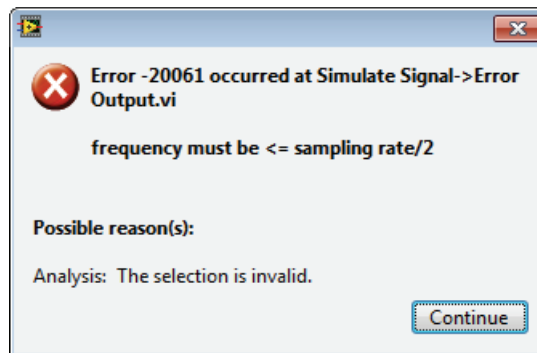 Error -20061 occurred at Simulate Signal->Error
Output.vi
frequency must be <= sampling rate/2
Possible reason(s):
Analysis:  The selection is invalid.
Continue